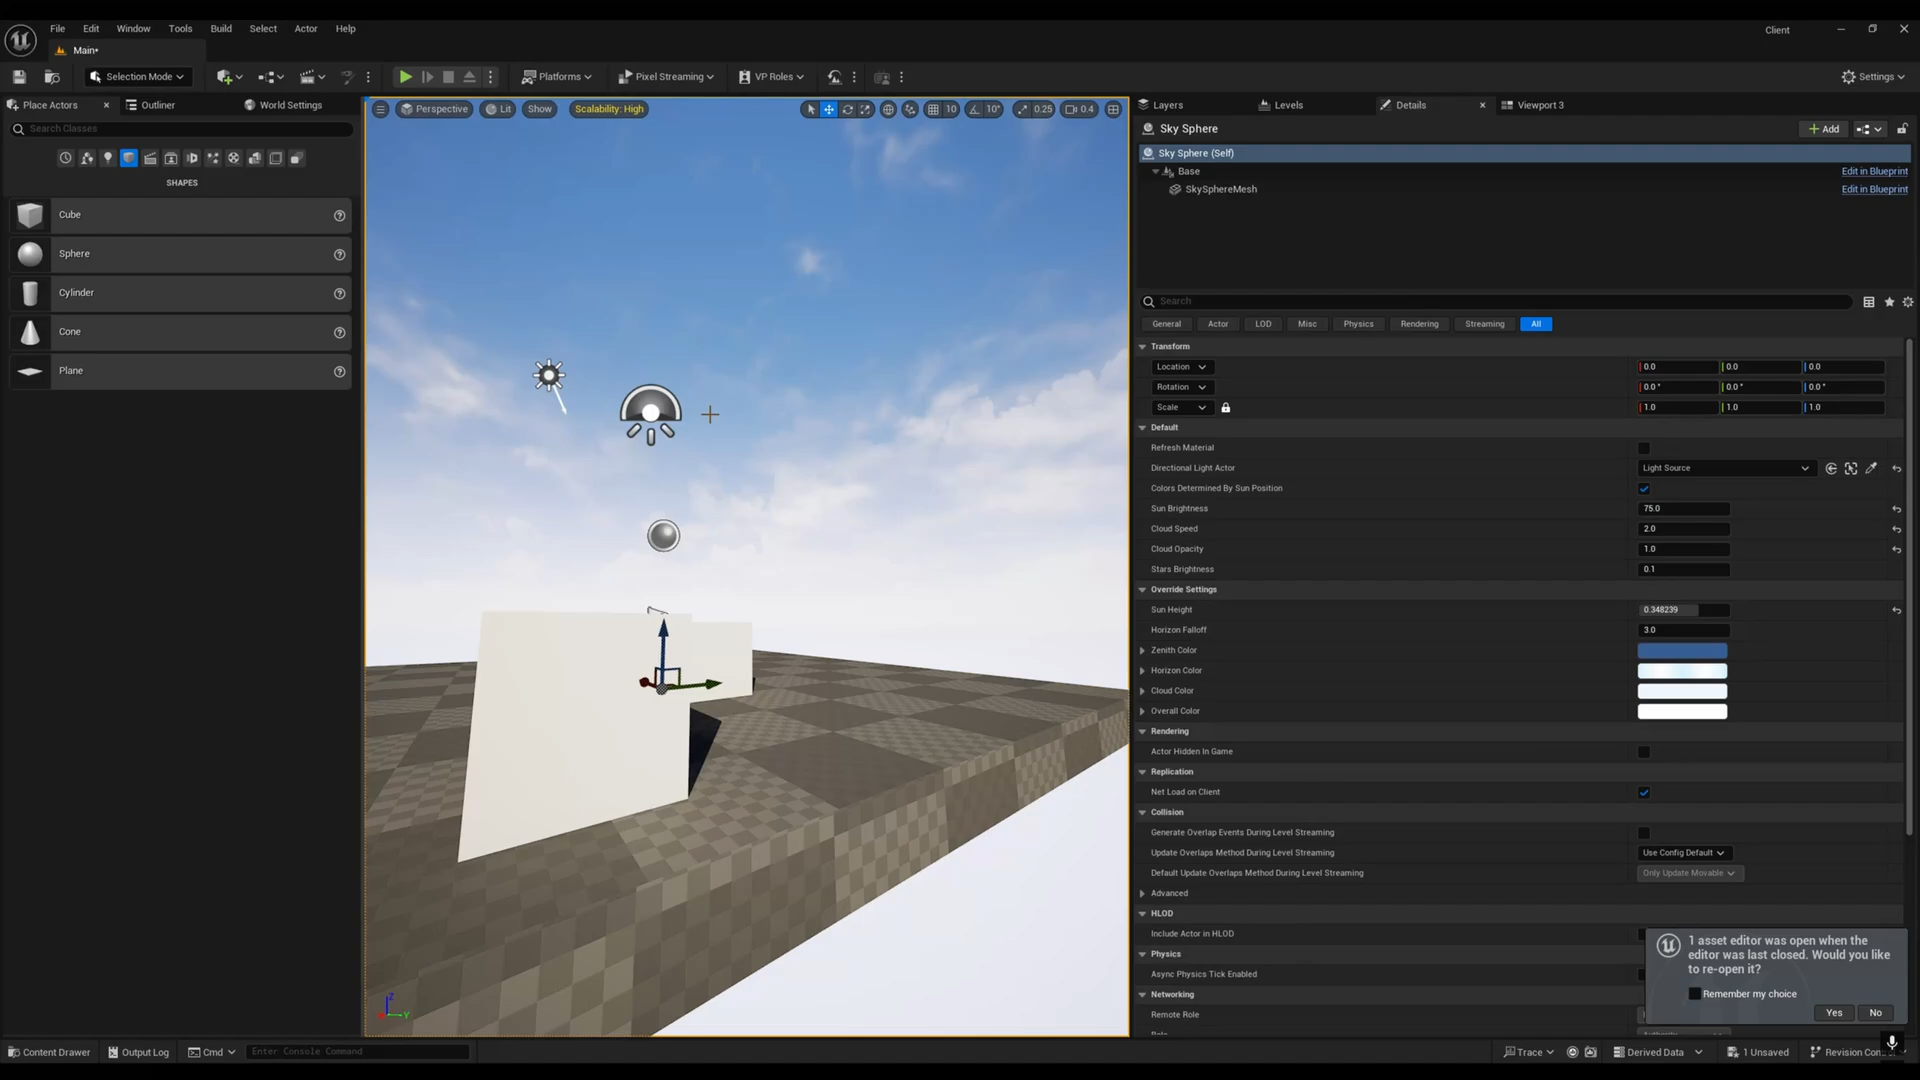 File Edit Window Tools Build Select Actor Help
Client
Main*
Selection Mode
Platforms
Pixel Streaming
VP Roles
Settings
Place Actors
Outliner
World Settings
Search Classes
SHAPES
Cube
Sphere
Cylinder
Cone
Plane
Perspective
Lit
Show
Scalability: High
10
10°
0.25
0.4
Z
Y
Layers
Levels
Details
Viewport 3
Sky Sphere
Add
Sky Sphere (Self)
Base Edit in Blueprint
SkySphereMesh Edit in Blueprint
Search
General Actor LOD Misc Physics Rendering Streaming All
Transform
Location 0.0 0.0 0.0
Rotation 0.0 ° 0.0 ° 0.0 °
Scale 1.0 1.0 1.0
Default
Refresh Material
Directional Light Actor Light Source
Colors Determined By Sun Position
Sun Brightness 75.0
Cloud Speed 2.0
Cloud Opacity 1.0
Stars Brightness 0.1
Override Settings
Sun Height 0.348239
Horizon Falloff 3.0
Zenith Color
Horizon Color
Cloud Color
Overall Color
Rendering
Actor Hidden In Game
Replication
Net Load on Client
Collision
Generate Overlap Events During Level Streaming
Update Overlaps Method During Level Streaming Use Config Default
Default Update Overlaps Method During Level Streaming Only Update Movable
Advanced
HLOD
Include Actor in HLOD
Physics
Async Physics Tick Enabled
Networking
Remote Role
1 asset editor was open when the
editor was last closed. Would you like
to re-open it?
Remember my choice
Yes No
Content Drawer
Output Log
Cmd
Enter Console Command
Trace
Derived Data
1 Unsaved
Revision